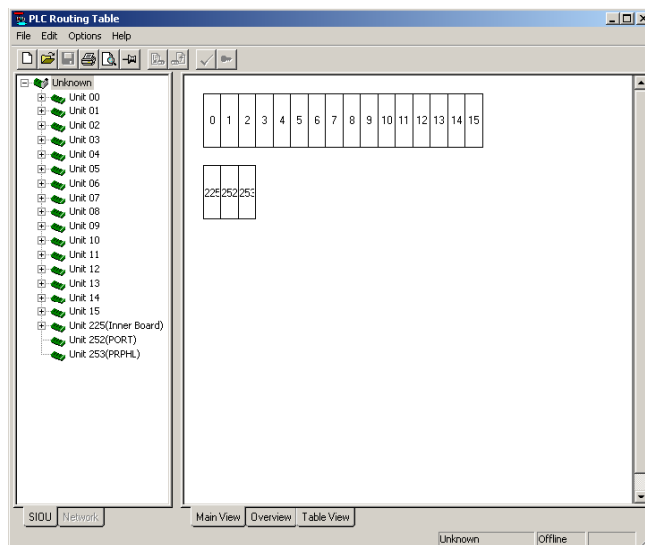 PLC Routing Table
File Edit Options Help
Unknown
Unit 00
Unit 01
Unit 02
Unit 03
Unit 04
Unit 05
Unit 06
Unit 07
Unit 08
Unit 09
Unit 10
Unit 11
Unit 12
Unit 13
Unit 14
Unit 15
Unit 225(Inner Board)
Unit 252(PORT)
Unit 253(PRPHL)
0 1 2 3 4 5 6 7 8 9 10 11 12 13 14 15
225 252 253
SIOU Network
Main View Overview Table View
Unknown Offline